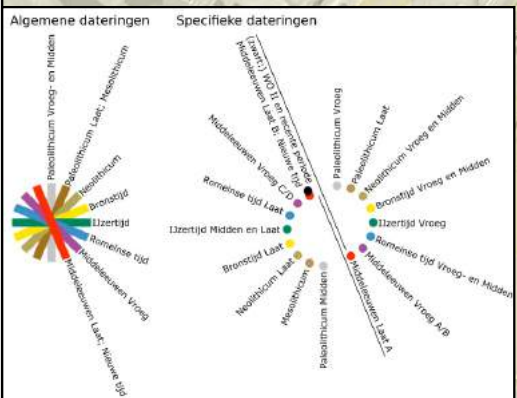 Algemene dateringen
Paleolithicum Vroeg- en Midden
Paleolithicum Laat; Mesolithicum
Neolithicum
Bronstijd
IJzertijd
Romeinse tijd
Middeleeuwen Vroeg
Middeleeuwen Laat; Nieuwe tijd
Specifieke dateringen
(zwart:) WO II en recente periode
Middeleeuwen Laat B; Nieuwe tijd
Middeleeuwen Vroeg C/D
Romeinse tijd Laat
IJzertijd Midden en Laat
Bronstijd Laat
Neolithicum Laat
Mesolithicum
Paleolithicum Midden
Paleolithicum Vroeg
Paleolithicum Laat
Neolithicum Vroeg en Midden
Bronstijd Vroeg en Midden
IJzertijd Vroeg
Romeinse tijd Vroeg- en Midden
Middeleeuwen Vroeg A/B
Middeleeuwen Laat A